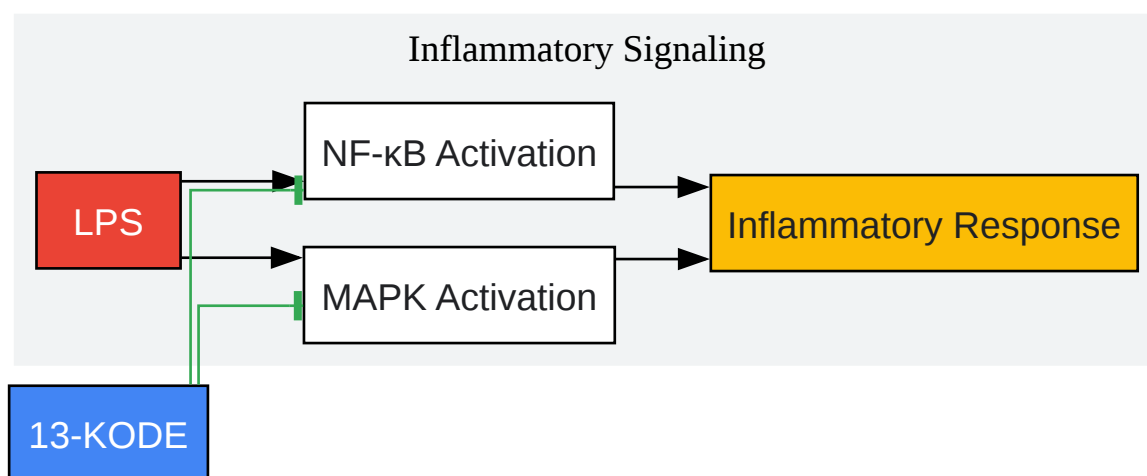 Inflammatory Signaling
NF-κB Activation
LPS
Inflammatory Response
MAPK Activation
13-KODE